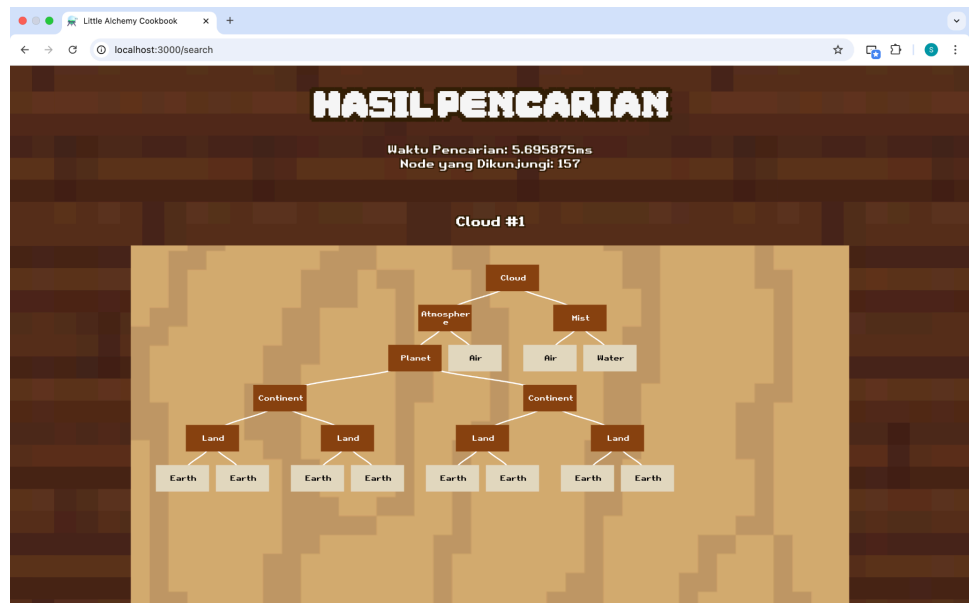 Little Alchemy Cookbook
localhost:3000/search
S
HASIL PENCARIAN
Waktu Pencarian: 5.695875ms
Node yang Dikunjungi: 157
Cloud #1
Cloud
Atmospher
e
Mist
Planet
Air
Air
Water
Continent
Continent
Land
Land
Land
Land
Earth
Earth
Earth
Earth
Earth
Earth
Earth
Earth